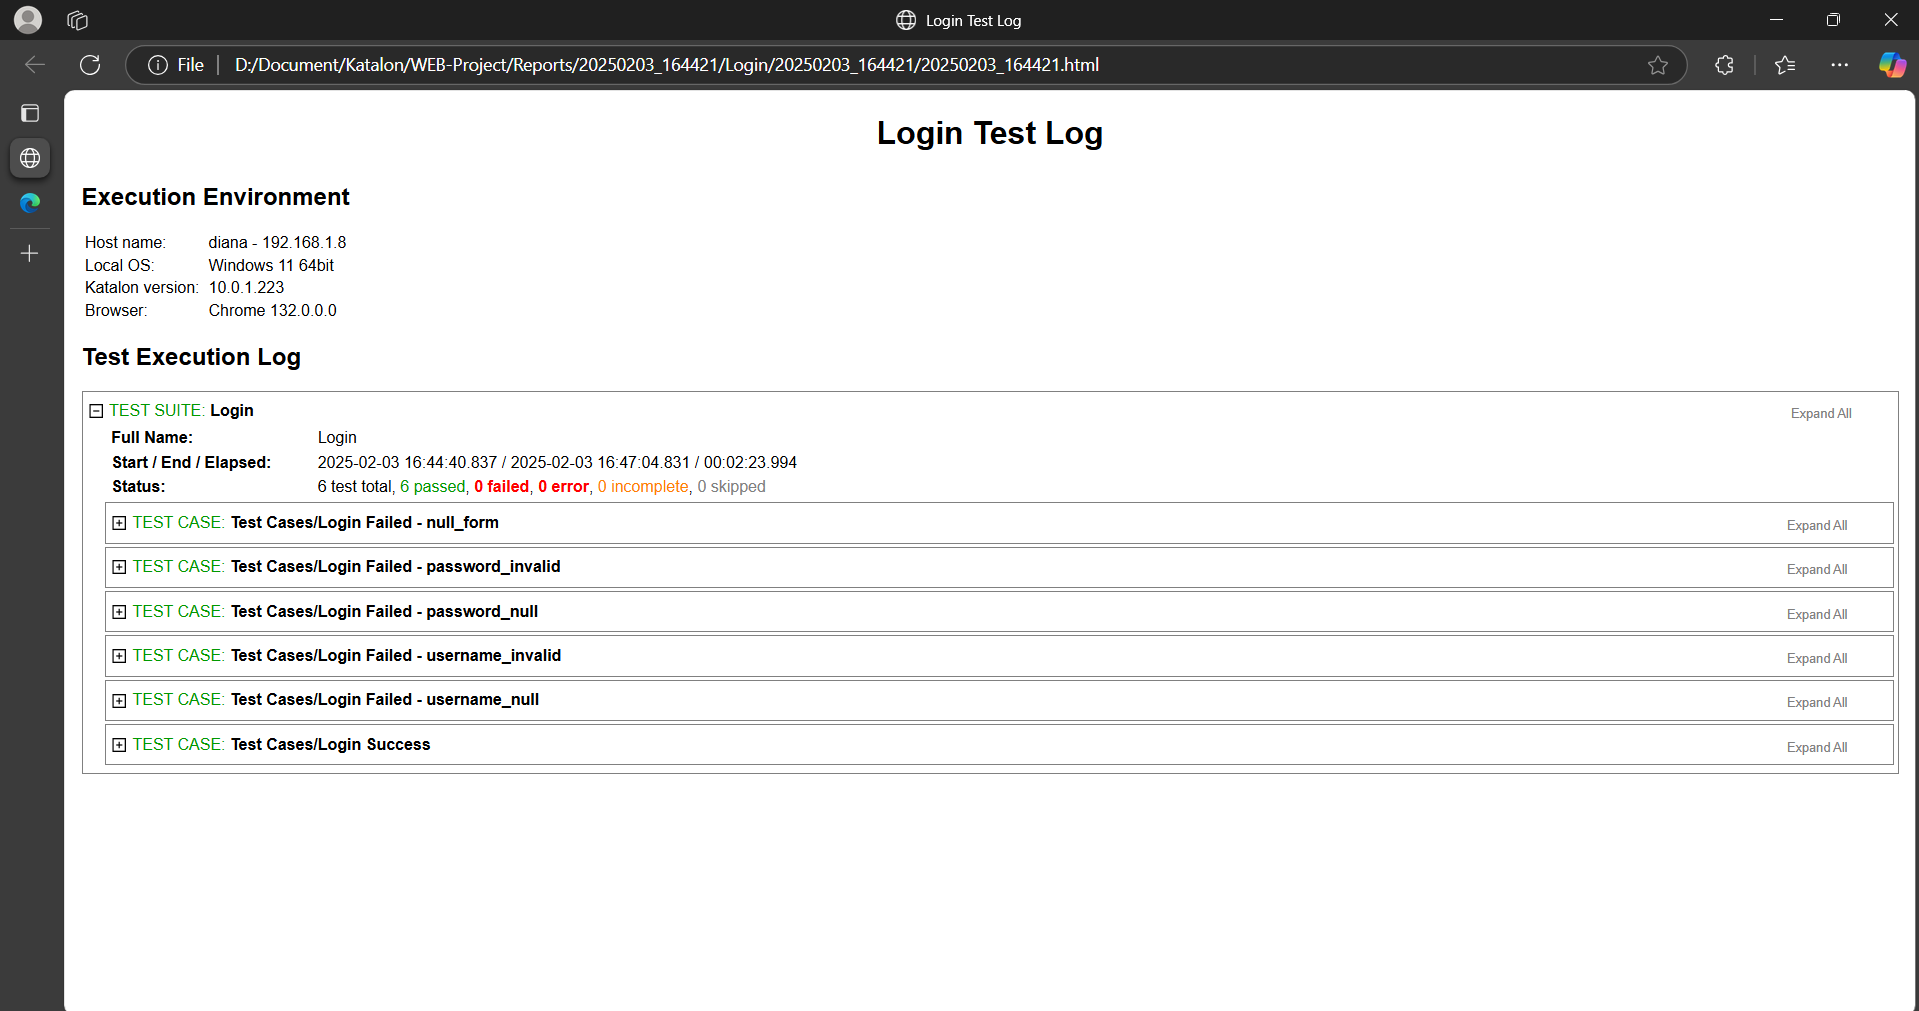 Login Test Log
File D:/Document/Katalon/WEB-Project/Reports/20250203_164421/Login/20250203_164421/20250203_164421.html
Login Test Log
Execution Environment
Host name: diana - 192.168.1.8
Local OS: Windows 11 64bit
Katalon version: 10.0.1.223
Browser: Chrome 132.0.0.0
Test Execution Log
TEST SUITE: Login Expand All
Full Name: Login
Start / End / Elapsed: 2025-02-03 16:44:40.837 / 2025-02-03 16:47:04.831 / 00:02:23.994
Status: 6 test total, 6 passed, 0 failed, 0 error, 0 incomplete, 0 skipped
TEST CASE: Test Cases/Login Failed - null_form Expand All
TEST CASE: Test Cases/Login Failed - password_invalid Expand All
TEST CASE: Test Cases/Login Failed - password_null Expand All
TEST CASE: Test Cases/Login Failed - username_invalid Expand All
TEST CASE: Test Cases/Login Failed - username_null Expand All
TEST CASE: Test Cases/Login Success Expand All